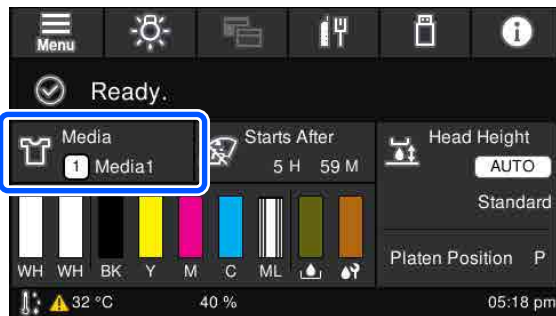 Menu
Ready.
Media
1 Media1
Starts After
5 H 59 M
Head Height
AUTO
Standard
WH WH BK Y M C ML
Platen Position P
32 °C
40 %
05:18 pm